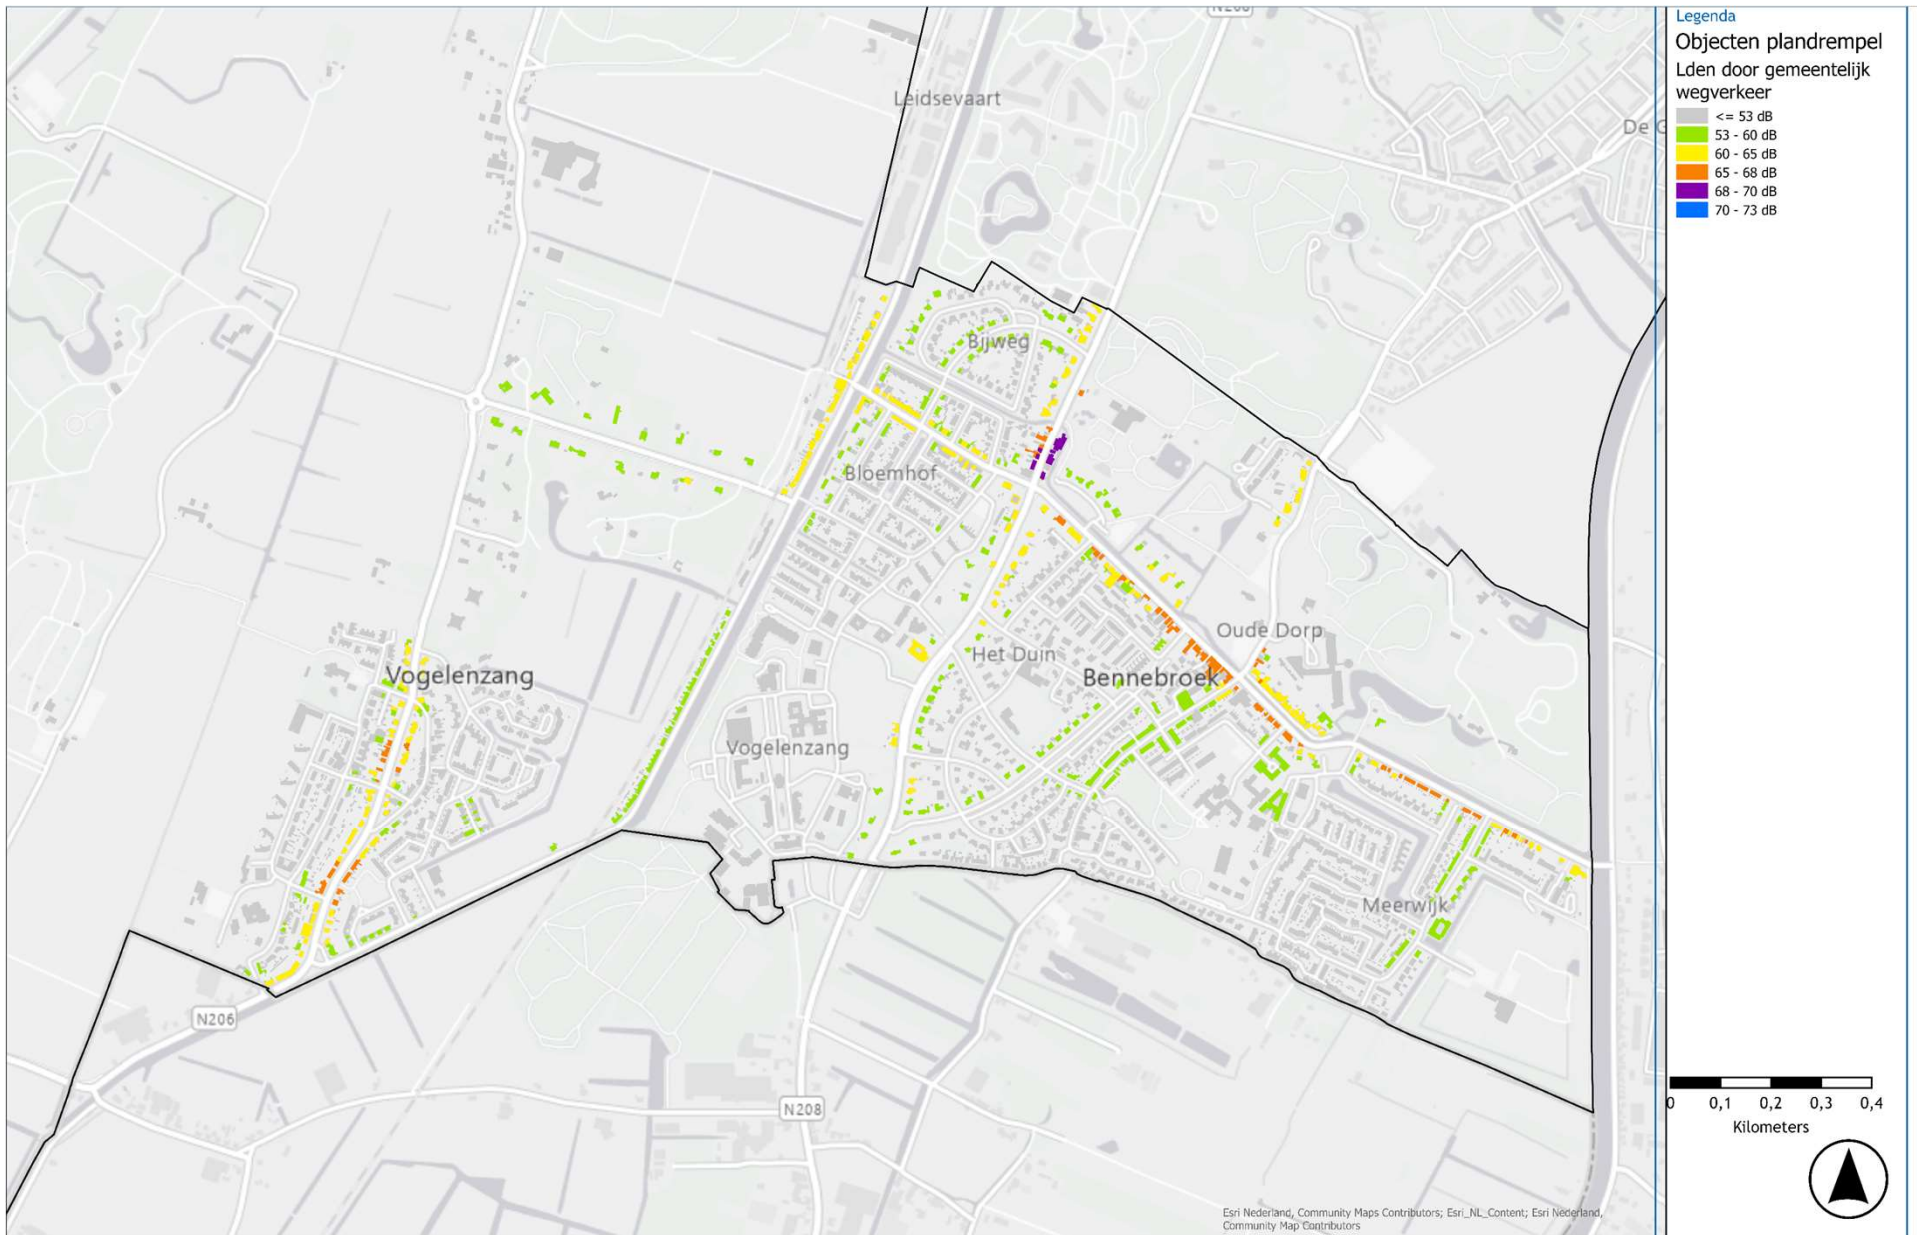 N208
Leidsevaart
De G
Bijweg
Bloemhof
Oude Dorp
Het Duin
Vogelenzang
Bennebroek
Vogelenzang
Meerwijk
N206
N208
Esri Nederland, Community Maps Contributors; Esri_NL_Content; Esri Nederland,
Community Map Contributors
Legenda
Objecten plandrempel
Lden door gemeentelijk
wegverkeer
<= 53 dB
53 - 60 dB
60 - 65 dB
65 - 68 dB
68 - 70 dB
70 - 73 dB
0 0,1 0,2 0,3 0,4
Kilometers